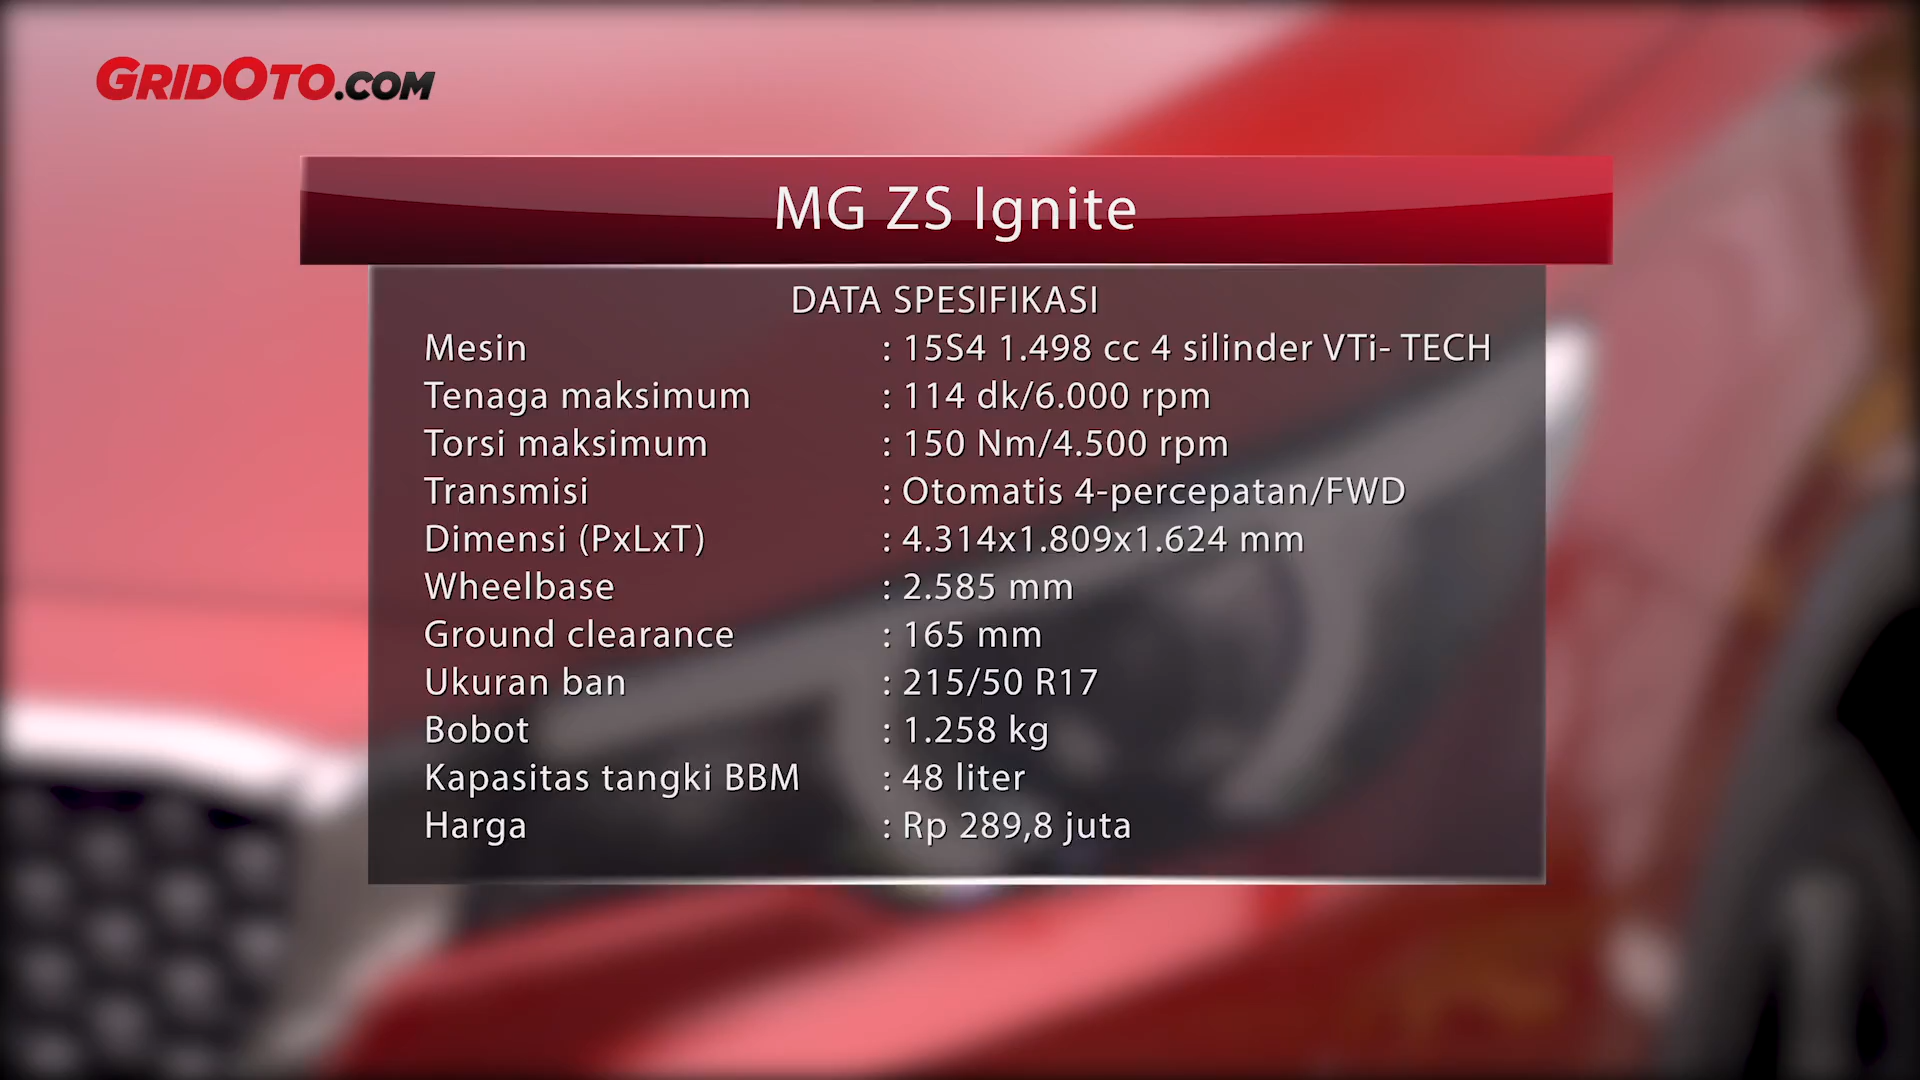 GRIDOTO.COM
MG ZS Ignite
DATA SPESIFIKASI
Mesin : 15S4 1.498 cc 4 silinder VTi- TECH
Tenaga maksimum : 114 dk/6.000 rpm
Torsi maksimum : 150 Nm/4.500 rpm
Transmisi : Otomatis 4-percepatan/FWD
Dimensi (PxLxT) : 4.314x1.809x1.624 mm
Wheelbase : 2.585 mm
Ground clearance : 165 mm
Ukuran ban : 215/50 R17
Bobot : 1.258 kg
Kapasitas tangki BBM : 48 liter
Harga : Rp 289,8 juta